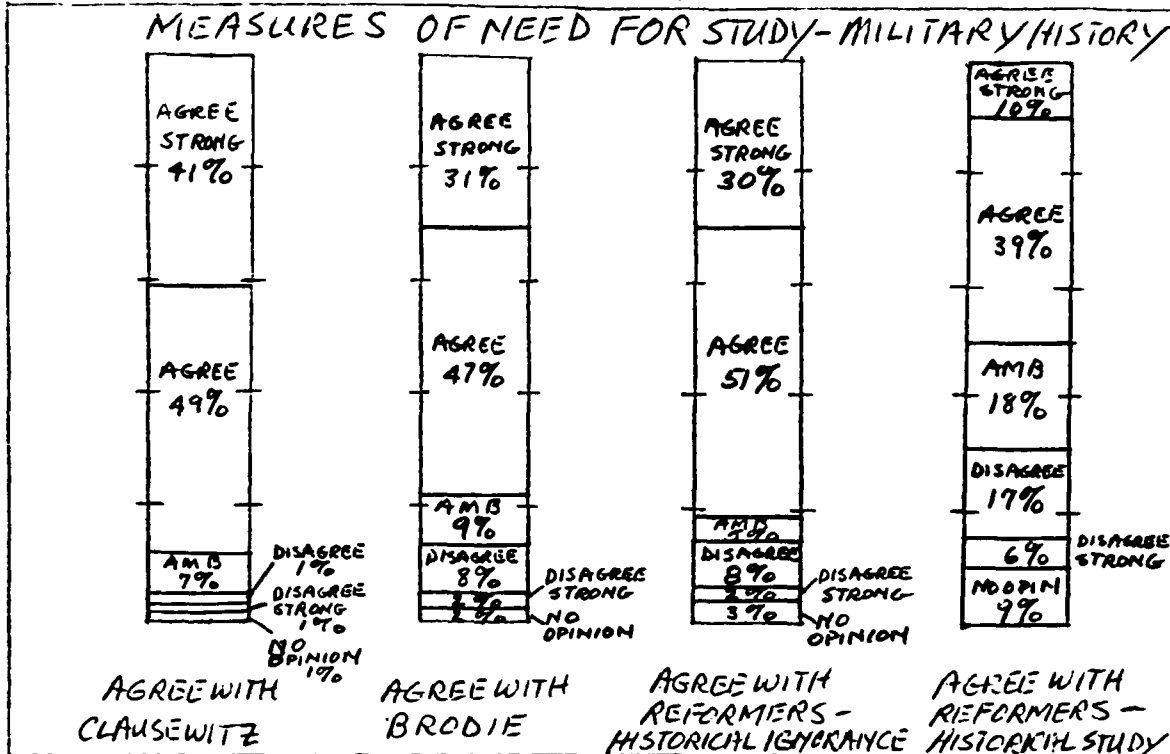 MEASURES OF NEED FOR STUDY-MILITARY HISTORY
AGREE
STRONG
41%
AGREE
49%
AMB
7%
DISAGREE
1%
DISAGREE
STRONG
1%
NO
OPINION
1%
AGREE WITH
CLAUSEWITZ
AGREE
STRONG
31%
AGREE
47%
AMB
9%
DISAGREE
8%
DISAGREE
STRONG
NO
OPINION
AGREE WITH
BRODIE
AGREE
STRONG
30%
AGREE
51%
AMB
DISAGREE
8%
2%
DISAGREE
STRONG
3%
NO
OPINION
AGREE WITH
REFORMERS-
HISTORICAL IGNORANCE
AGREE
STRONG
10%
AGREE
39%
AMB
18%
DISAGREE
17%
6%
DISAGREE
STRONG
NO OPIN
9%
AGREE WITH
REFORMERS-
HISTORICAL STUDY